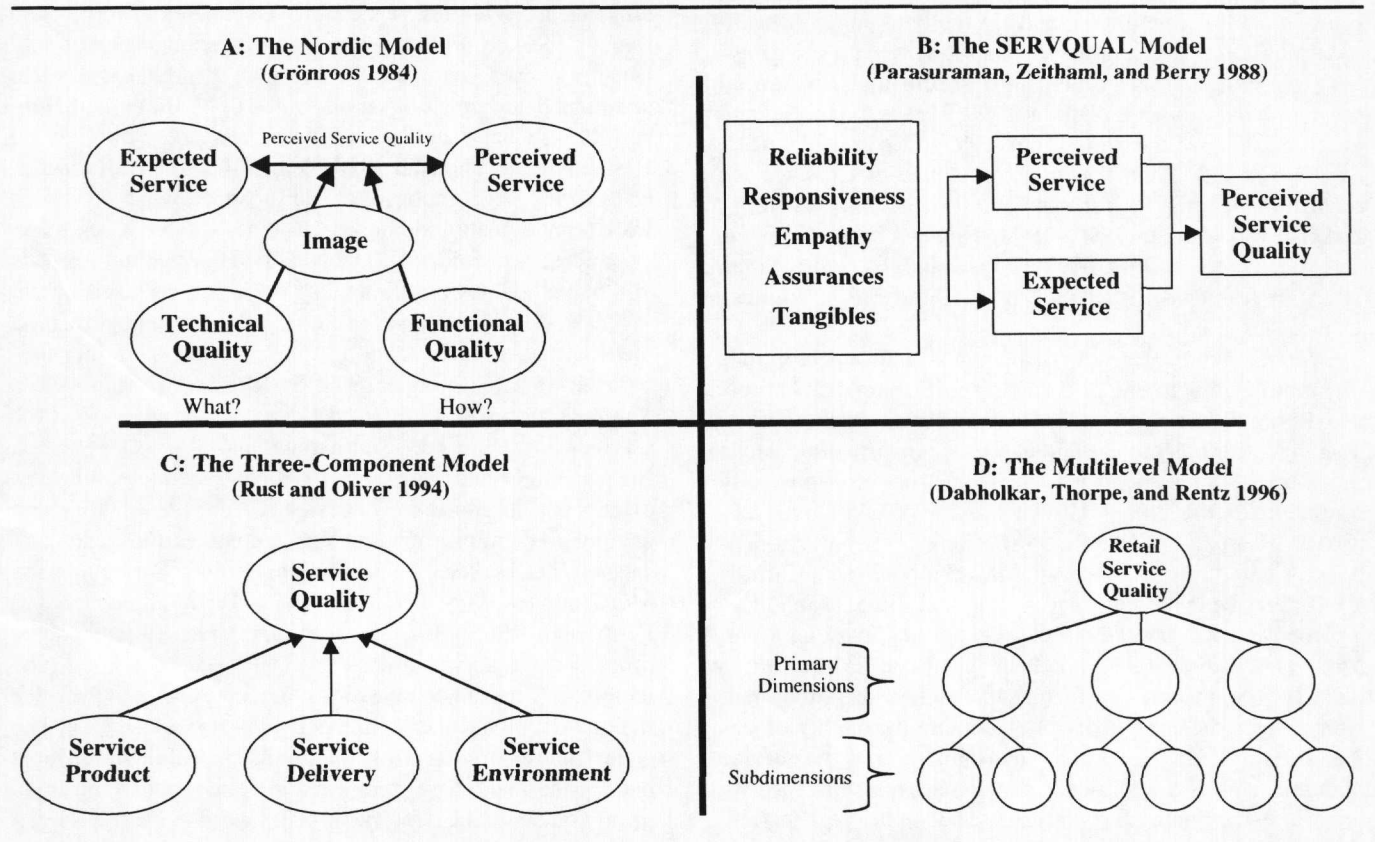 A: The Nordic Model
(Grönroos 1984)
Perceived Service Quality
Expected
Service
Perceived
Service
Image
Technical
Quality
Functional
Quality
What?
How?
B: The SERVQUAL Model
(Parasuraman, Zeithaml, and Berry 1988)
Reliability
Responsiveness
Empathy
Assurances
Tangibles
Perceived
Service
Expected
Service
Perceived
Service
Quality
C: The Three-Component Model
(Rust and Oliver 1994)
Service
Quality
Service
Product
Service
Delivery
Service
Environment
D: The Multilevel Model
(Dabholkar, Thorpe, and Rentz 1996)
Retail
Service
Quality
Primary
Dimensions
Subdimensions